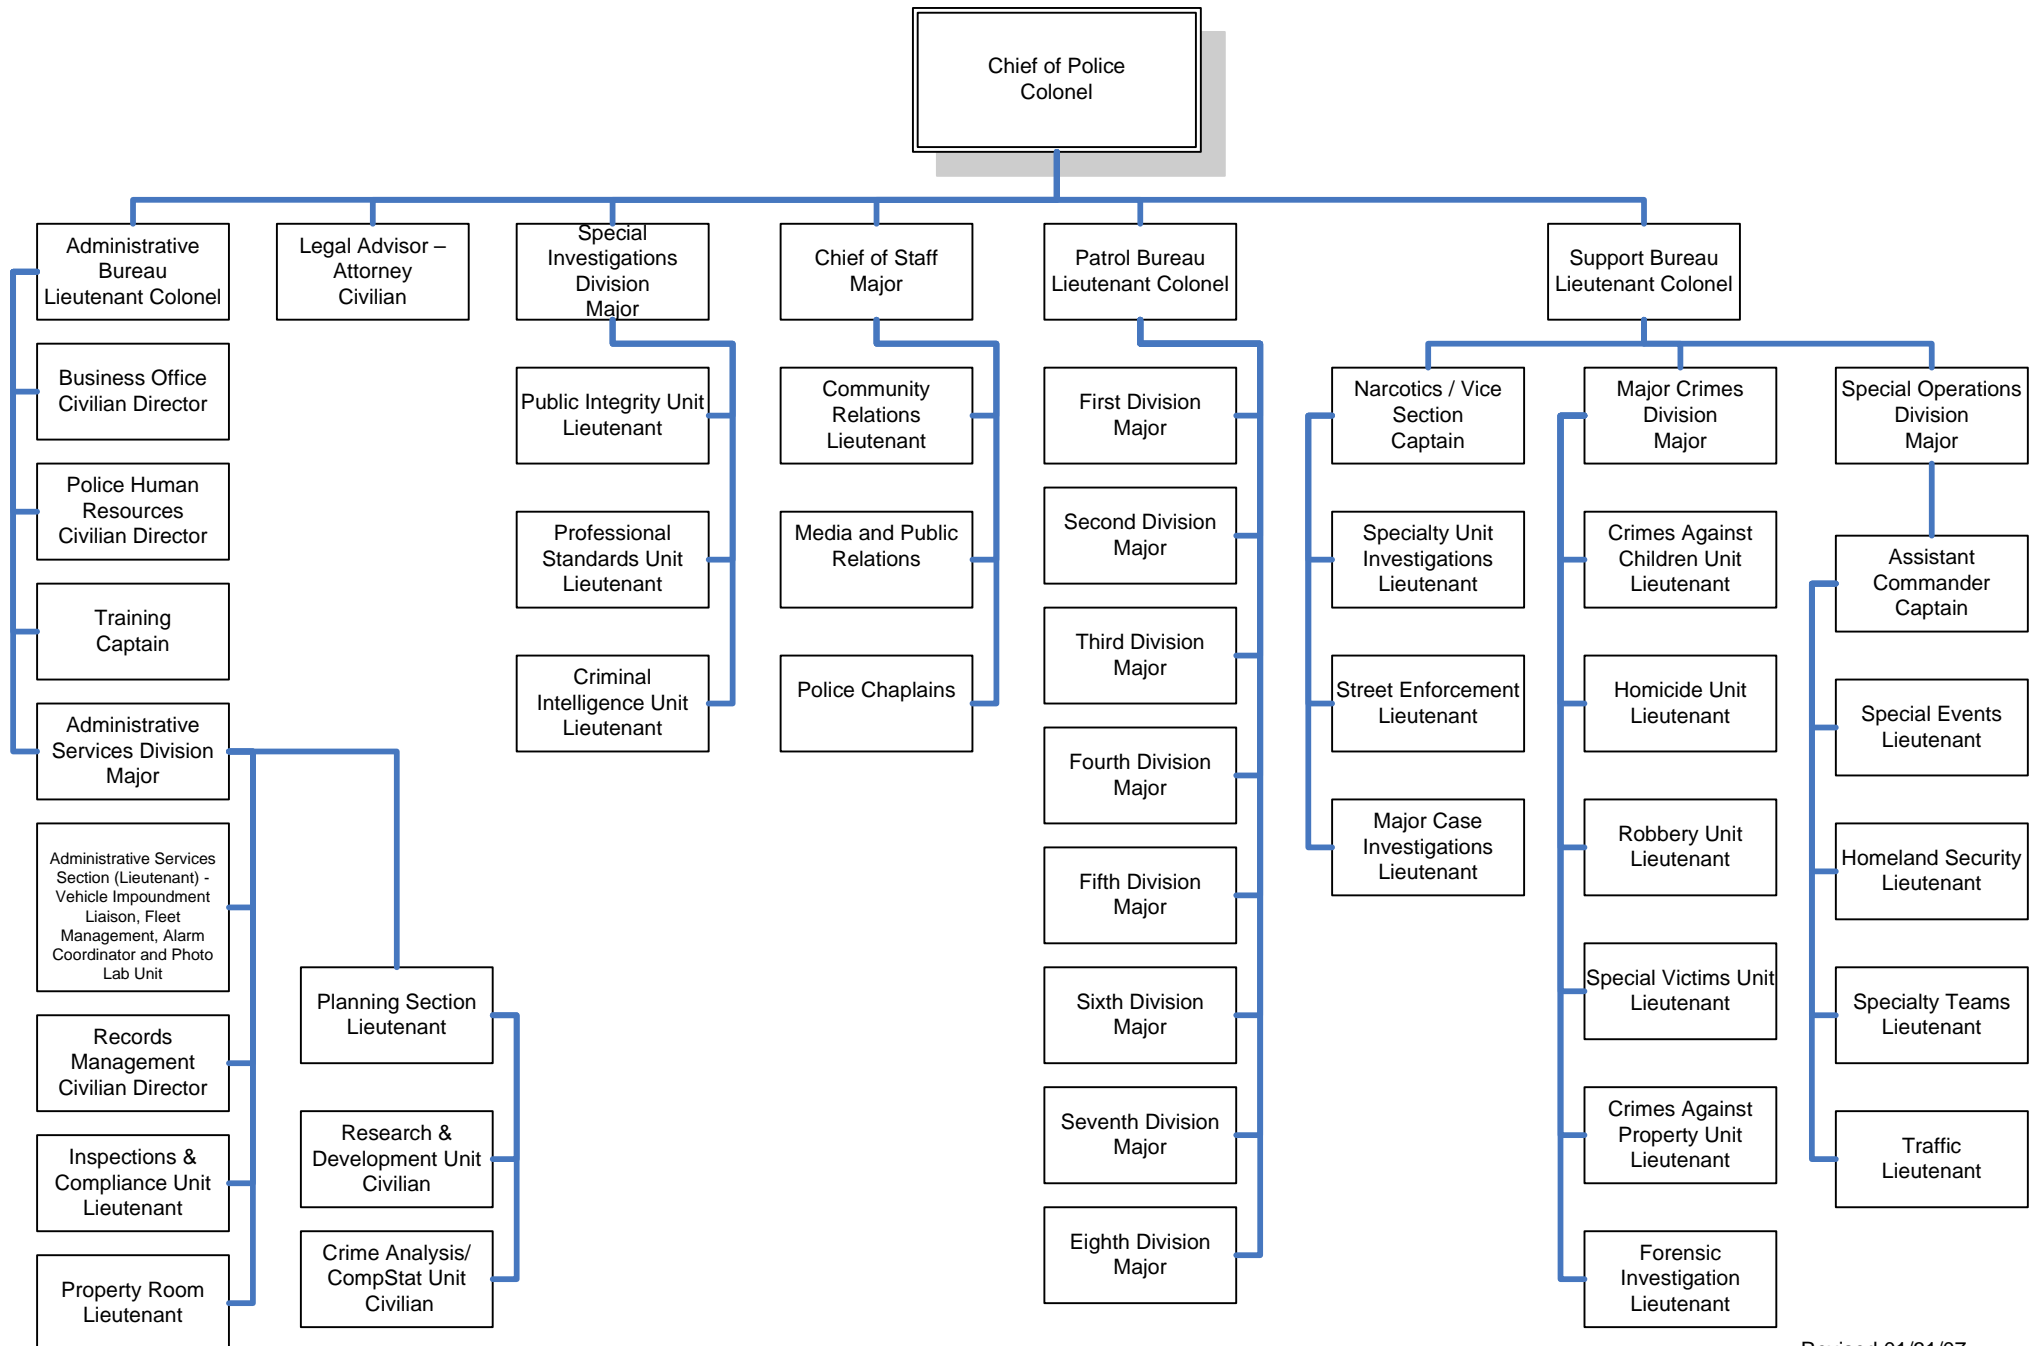 Chief of Police
Colonel
Administrative
Bureau
Lieutenant Colonel
Legal Advisor –
Attorney
Civilian
Special
Investigations
Division
Major
Chief of Staff
Major
Patrol Bureau
Lieutenant Colonel
Support Bureau
Lieutenant Colonel
Business Office
Civilian Director
Police Human
Resources
Civilian Director
Training
Captain
Administrative
Services Division
Major
Administrative Services
Section (Lieutenant) -
Vehicle Impoundment
Liaison, Fleet
Management, Alarm
Coordinator and Photo
Lab Unit
Records
Management
Civilian Director
Inspections &
Compliance Unit
Lieutenant
Property Room
Lieutenant
Planning Section
Lieutenant
Research &
Development Unit
Civilian
Crime Analysis/
CompStat Unit
Civilian
Public Integrity Unit
Lieutenant
Professional
Standards Unit
Lieutenant
Criminal
Intelligence Unit
Lieutenant
Community
Relations
Lieutenant
Media and Public
Relations
Police Chaplains
First Division
Major
Second Division
Major
Third Division
Major
Fourth Division
Major
Fifth Division
Major
Sixth Division
Major
Seventh Division
Major
Eighth Division
Major
Narcotics / Vice
Section
Captain
Specialty Unit
Investigations
Lieutenant
Street Enforcement
Lieutenant
Major Case
Investigations
Lieutenant
Major Crimes
Division
Major
Crimes Against
Children Unit
Lieutenant
Homicide Unit
Lieutenant
Robbery Unit
Lieutenant
Special Victims Unit
Lieutenant
Crimes Against
Property Unit
Lieutenant
Forensic
Investigation
Lieutenant
Special Operations
Division
Major
Assistant
Commander
Captain
Special Events
Lieutenant
Homeland Security
Lieutenant
Specialty Teams
Lieutenant
Traffic
Lieutenant